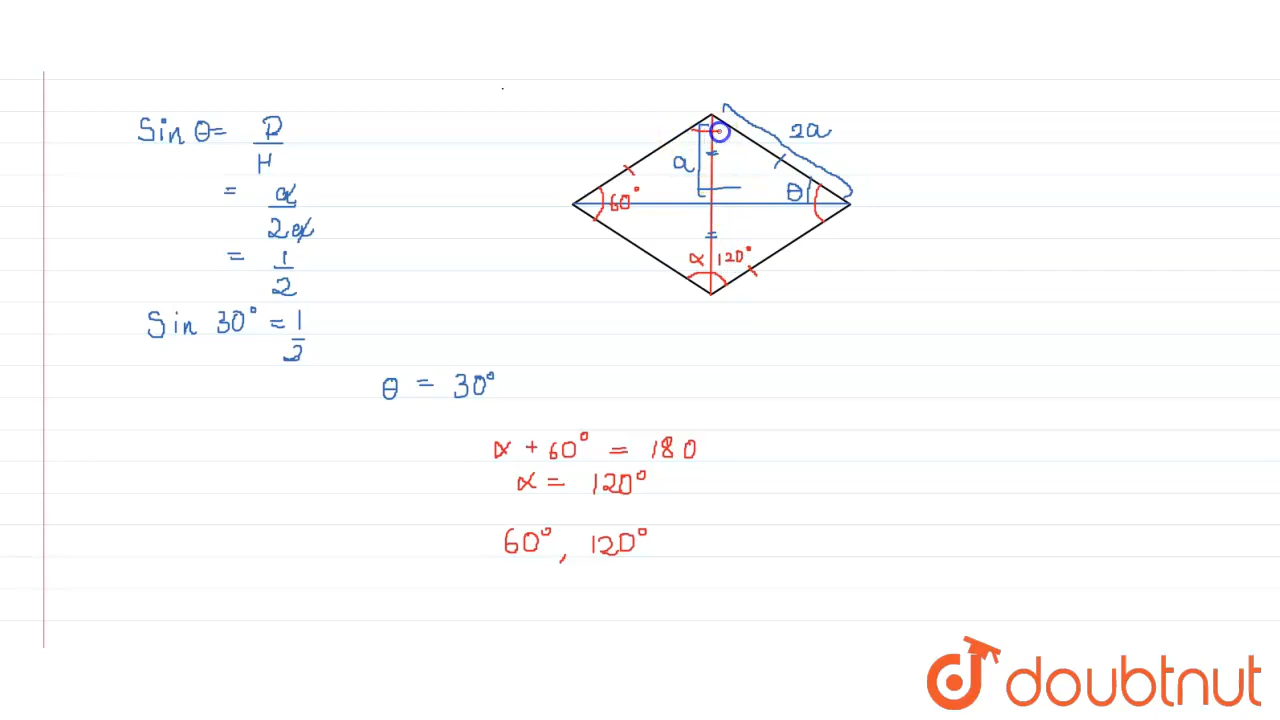 Sin θ= P/H
= a/2a
= 1/2
Sin 30° = 1/2
θ = 30°
α + 60° = 180
α = 120°
60°, 120°
2a
a
60°
θ
α 120°
doubtnut